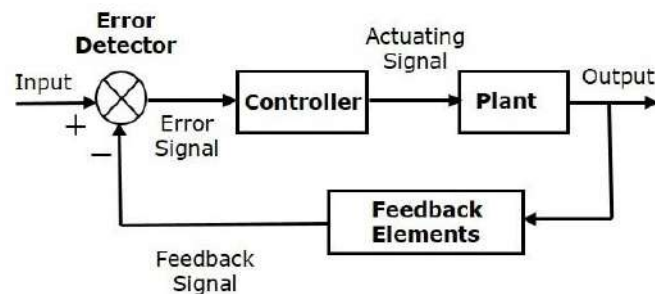 Error
Detector
Input
+
−
Error
Signal
Controller
Actuating
Signal
Plant
Output
Feedback
Elements
Feedback
Signal